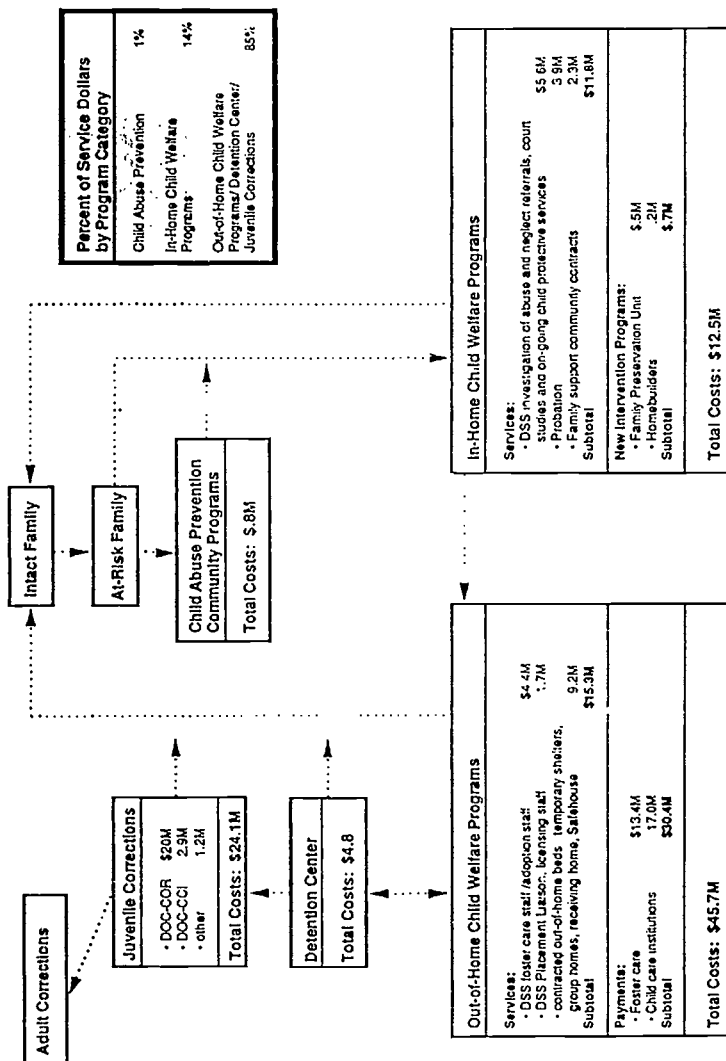 Adult Corrections
Juvenile Corrections
• DOC-COR $20M
• DOC-CCI 2.9M
• other 1.2M
Total Costs: $24.1M
Detention Center
Total Costs: $4.8
Intact Family
At-Risk Family
Child Abuse Prevention
Community Programs
Total Costs: $.8M
Percent of Service Dollars
by Program Category
Child Abuse Prevention 1%
In-Home Child Welfare
Programs 14%
Out-of-Home Child Welfare
Programs/ Detention Center/
Juvenile Corrections 85%
Out-of-Home Child Welfare Programs
Services:
• DSS foster care staff /adoption staff $4.4M
• DSS Placement Liaison, licensing staff 1.7M
• contracted out-of-home beds temporary shelters,
group homes, receiving home, Safehouse 9.2M
Subtotal $15.3M
Payments:
• Foster care $13.4M
• Child care institutions 17.0M
Subtotal $30.4M
Total Costs: $45.7M
In-Home Child Welfare Programs
Services:
• DSS investigation of abuse and neglect referrals, court
studies and on-going child protective services $5.6M
• Probation 3.9M
• Family support community contracts 2.3M
Subtotal $11.8M
New Intervention Programs:
• Family Preservation Unit $.5M
• Homebuilders .2M
Subtotal $.7M
Total Costs: $12.5M